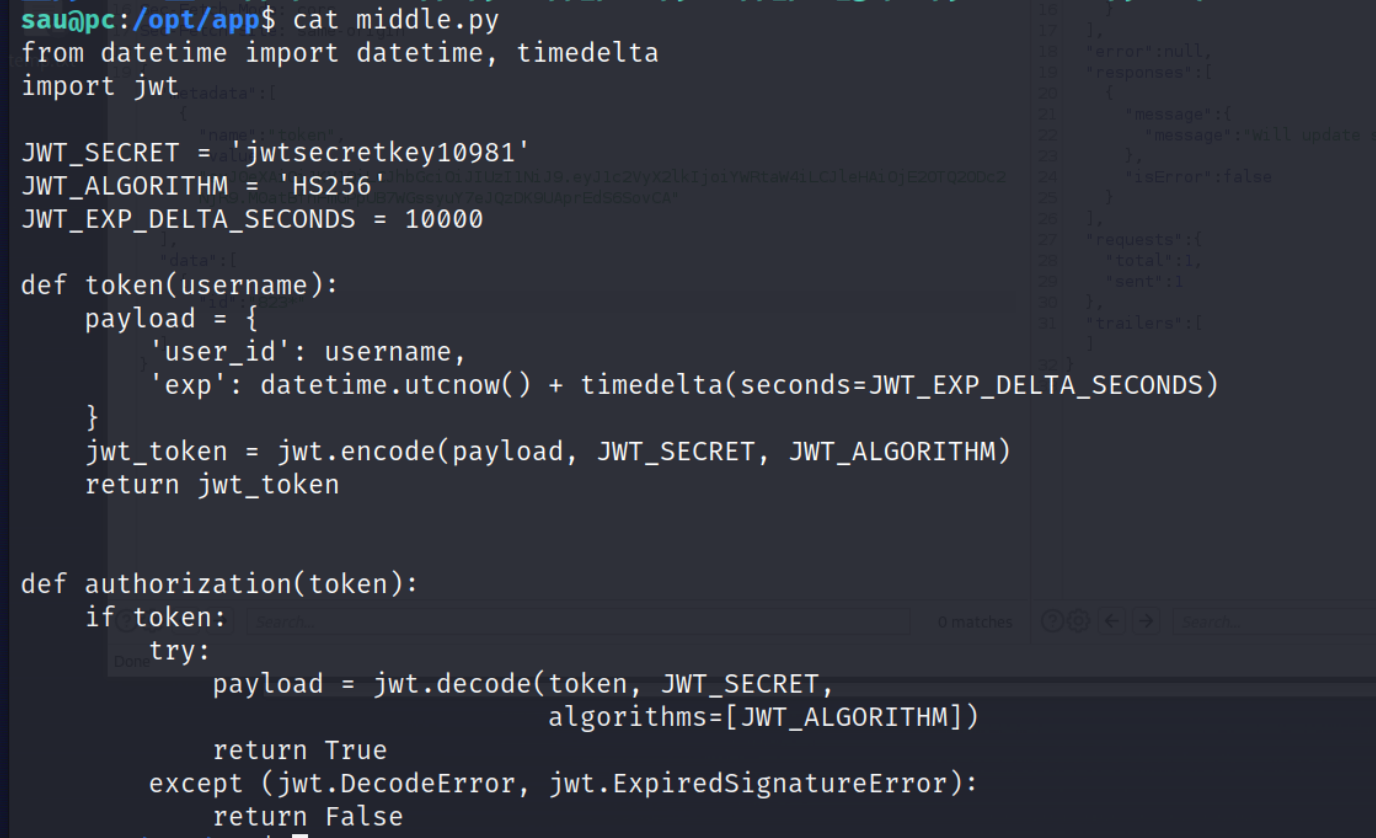 sau@pc:/opt/app$ cat middle.py
from datetime import datetime, timedelta
import jwt

JWT_SECRET = 'jwtsecretkey10981'
JWT_ALGORITHM = 'HS256'
JWT_EXP_DELTA_SECONDS = 10000

def token(username):
    payload = {
        'user_id': username,
        'exp': datetime.utcnow() + timedelta(seconds=JWT_EXP_DELTA_SECONDS)
    }
    jwt_token = jwt.encode(payload, JWT_SECRET, JWT_ALGORITHM)
    return jwt_token


def authorization(token):
    if token:
        try:
            payload = jwt.decode(token, JWT_SECRET,
                                 algorithms=[JWT_ALGORITHM])
            return True
        except (jwt.DecodeError, jwt.ExpiredSignatureError):
            return False
"name":"token",
"data":[
Search...
0 matches
Done
16 }
17 ],
18 "error":null,
19 "responses":[
20 {
21 "message":{
22 "message":"Will update
23 },
24 "isError":false
25 }
26 ],
27 "requests":{
28 "total":1,
29 "sent":1
30 },
31 "trailers":[
]
}
Search...